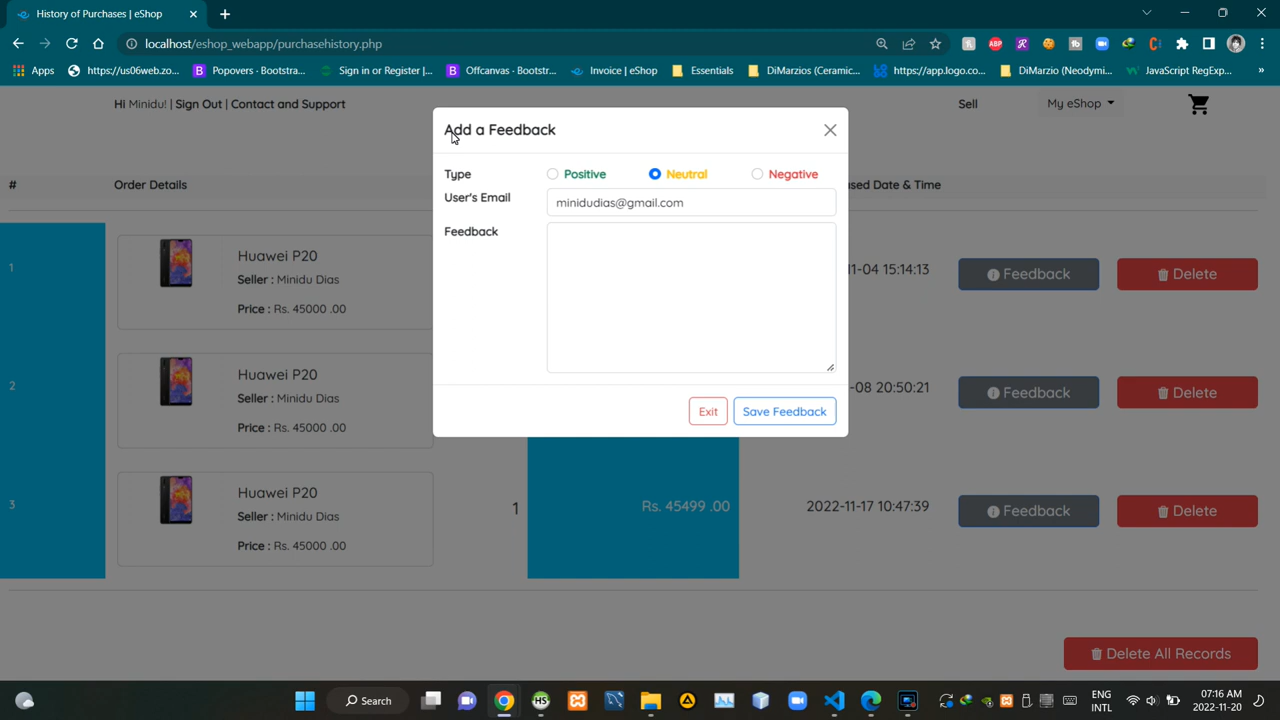 History of Purchases | eShop
localhost/eshop_webapp/purchasehistory.php
Apps https://us06web.zo... Popovers · Bootstra... Sign in or Register |... Offcanvas · Bootstr... Invoice | eShop Essentials DiMarzios (Ceramic... https://app.logo.co... DiMarzio (Neodymi... JavaScript RegExp... »
Hi Minidu! | Sign Out | Contact and Support Sell My eShop
Add a Feedback
Type Positive Neutral Negative
User's Email minidudias@gmail.com
Feedback
Exit Save Feedback
# Order Details sed Date & Time
1 Huawei P20
Seller : Minidu Dias
Price : Rs. 45000 .00
11-04 15:14:13 Feedback Delete
2 Huawei P20
Seller : Minidu Dias
Price : Rs. 45000 .00
-08 20:50:21 Feedback Delete
3 Huawei P20
Seller : Minidu Dias
Price : Rs. 45000 .00
1 Rs. 45499 .00 2022-11-17 10:47:39 Feedback Delete
Delete All Records
Search
ENG
INTL
07:16 AM
2022-11-20